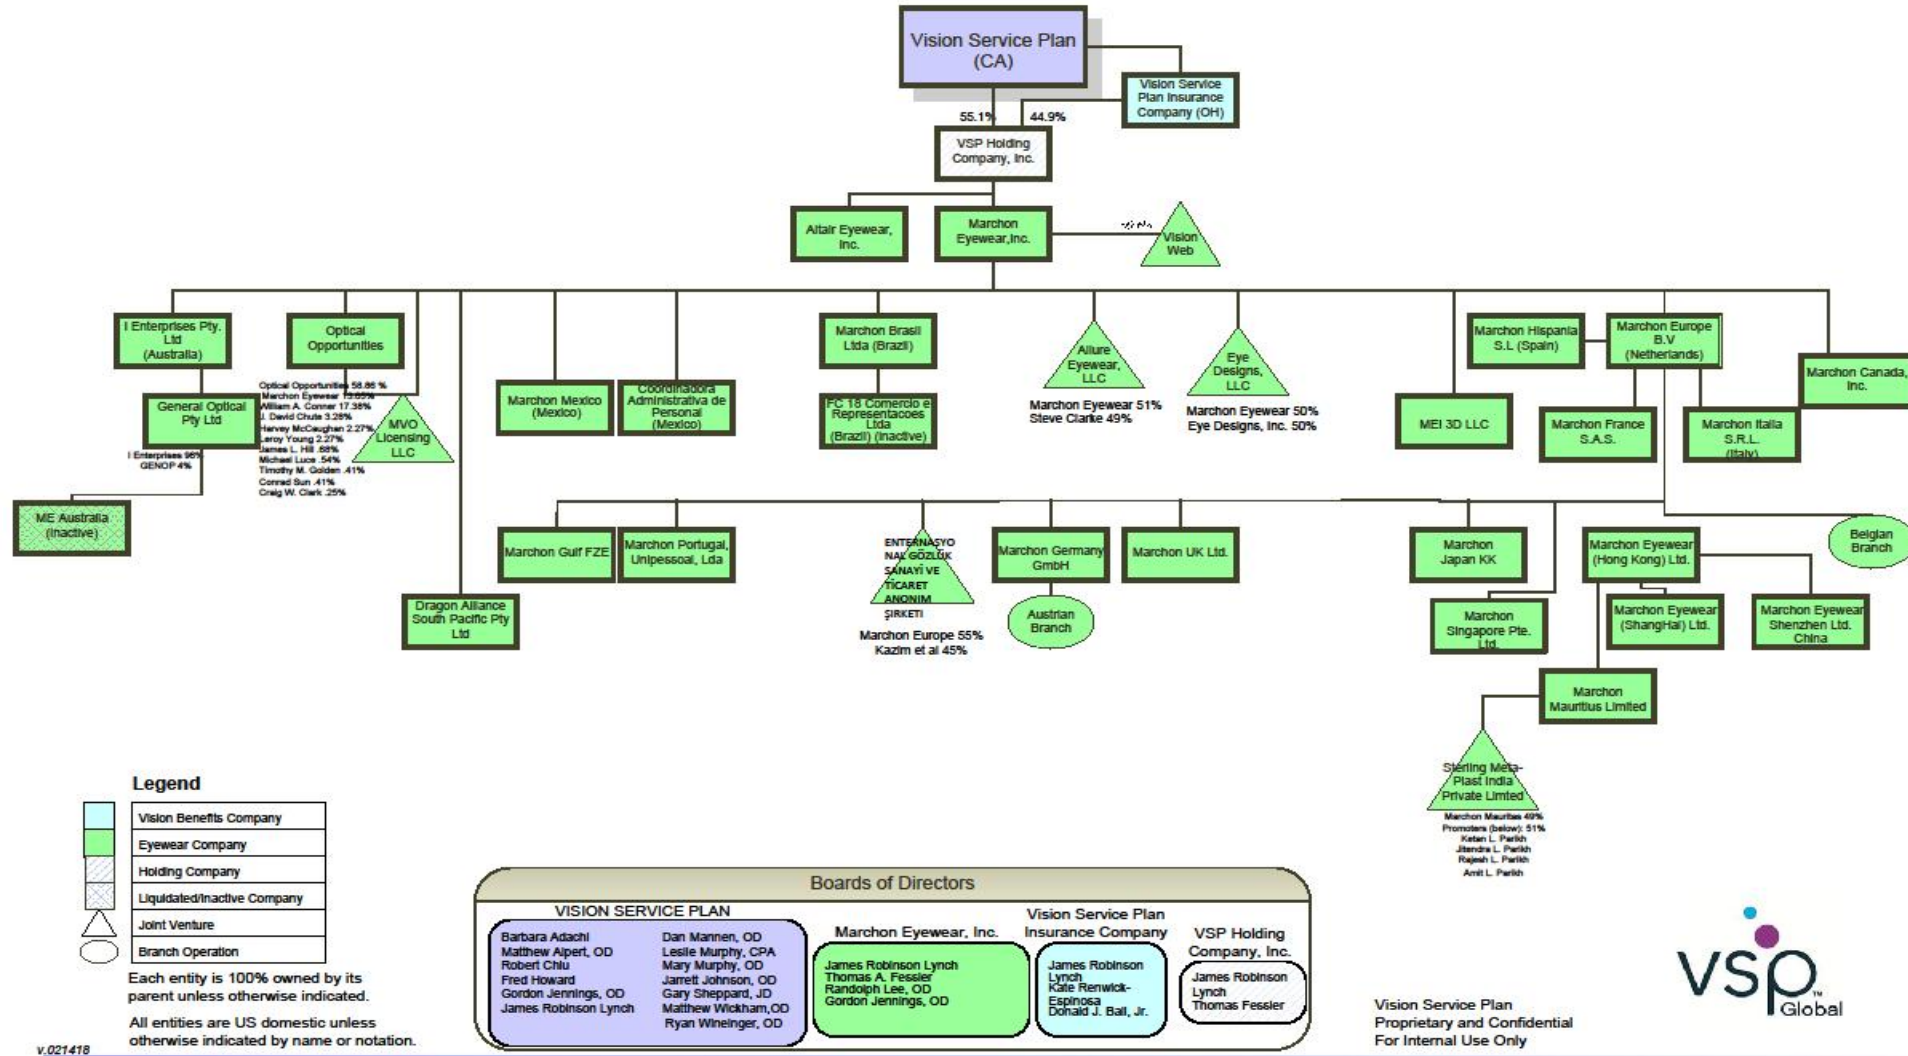 Vision Service Plan
(CA)
Vision Service
Plan Insurance
Company (OH)
55.1%
44.9%
VSP Holding
Company, Inc.
Altair Eyewear,
Inc.
Marchon
Eyewear,Inc.
Vision
Web
I Enterprises Pty.
Ltd
(Australia)
Optical
Opportunities
Marchon Brasil
Ltda (Brazil)
Allure
Eyewear,
LLC
Eye
Designs,
LLC
Marchon Hispania
S.L (Spain)
Marchon Europe
B.V
(Netherlands)
Marchon Canada,
Inc.
General Optical
Pty Ltd
I Enterprises 96%
GENOP 4%
Optical Opportunities 58.86 %
Marchon Eyewear
William A. Conner 17.38%
J. David Chute 3.28%
Harvey McCaughan 2.27%
Leroy Young 2.27%
James L. Hill .68%
Michael Luce .54%
Timothy M. Golden .41%
Conrad Sun .41%
Craig W. Clark .25%
MVO
Licensing
LLC
Marchon Mexico
(Mexico)
Coordinadora
Administrativa de
Personal
(Mexico)
FC 18 Comercio e
Representacoes
Ltda
(Brazil) (Inactive)
Marchon Eyewear 51%
Steve Clarke 49%
Marchon Eyewear 50%
Eye Designs, Inc. 50%
MEI 3D LLC
Marchon France
S.A.S.
Marchon Italia
S.R.L.
(Italy)
ME Australia
(Inactive)
Marchon Gulf FZE
Marchon Portugal,
Unipessoal, Lda
ENTERNASYO
NAL GÖZLÜK
SANAYİ VE
TİCARET
ANONIM
ŞIRKETI
Marchon Europe 55%
Kazim et al 45%
Marchon Germany
GmbH
Austrian
Branch
Marchon UK Ltd.
Marchon
Japan KK
Marchon Eyewear
(Hong Kong) Ltd.
Belgian
Branch
Dragon Alliance
South Pacific Pty
Ltd
Marchon
Singapore Pte.
Ltd.
Marchon Eyewear
(ShangHai) Ltd.
Marchon Eyewear
Shenzhen Ltd.
China
Marchon
Mauritius Limited
Sterling Meta-
Plast India
Private Limted
Marchon Mauritas 49%
Promoters (below): 51%
Ketan L. Parikh
Jitendra L. Parikh
Rajesh L. Parikh
Amit L. Parikh
Legend
Vision Benefits Company
Eyewear Company
Holding Company
Liquidated/Inactive Company
Joint Venture
Branch Operation
Each entity is 100% owned by its
parent unless otherwise indicated.
All entities are US domestic unless
otherwise indicated by name or notation.
v.021418
Boards of Directors
VISION SERVICE PLAN
Barbara Adachi
Matthew Alpert, OD
Robert Chiu
Fred Howard
Gordon Jennings, OD
James Robinson Lynch
Dan Mannen, OD
Leslie Murphy, CPA
Mary Murphy, OD
Jarrett Johnson, OD
Gary Sheppard, JD
Matthew Wickham,OD
Ryan Wineinger, OD
Marchon Eyewear, Inc.
James Robinson Lynch
Thomas A. Fessler
Randolph Lee, OD
Gordon Jennings, OD
Vision Service Plan
Insurance Company
James Robinson
Lynch
Kate Renwick-
Espinosa
Donald J. Ball, Jr.
VSP Holding
Company, Inc.
James Robinson
Lynch
Thomas Fessler
Vision Service Plan
Proprietary and Confidential
For Internal Use Only
vsp™
Global